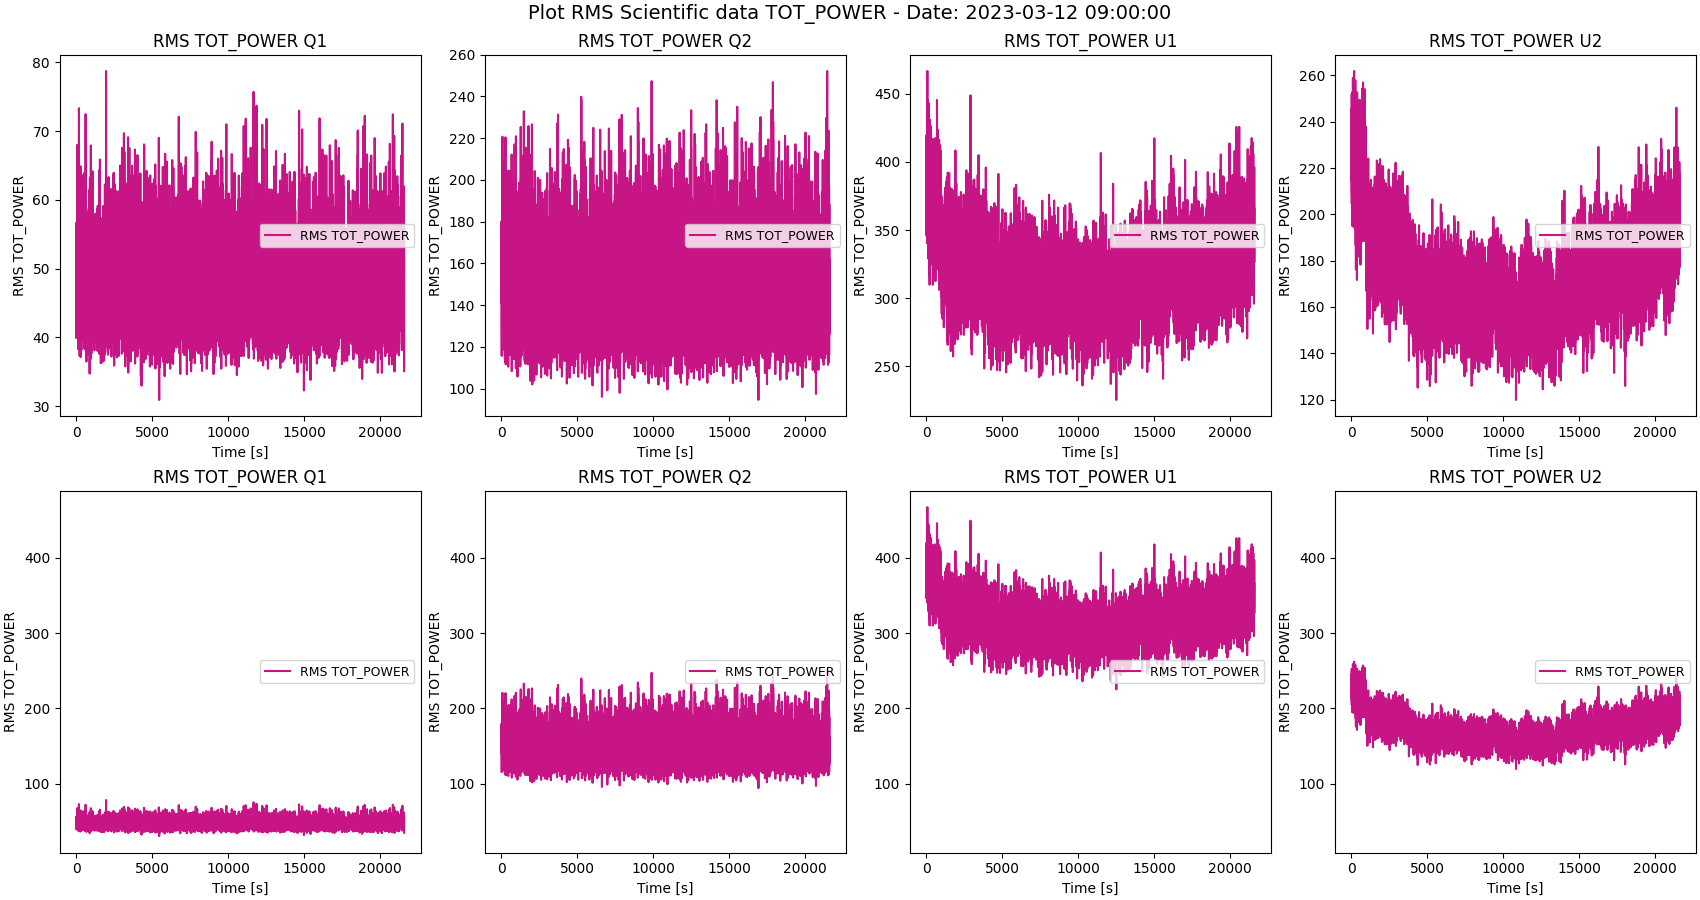 Plot RMS Scientific data TOT_POWER - Date: 2023-03-12 09:00:00
RMS TOT_POWER Q1
RMS TOT_POWER
80
70
60
50
40
30
RMS TOT_POWER
0 5000 10000 15000 20000
Time [s]
RMS TOT_POWER Q2
RMS TOT_POWER
260
240
220
200
180
160
140
120
100
RMS TOT_POWER
0 5000 10000 15000 20000
Time [s]
RMS TOT_POWER U1
RMS TOT_POWER
450
400
350
300
250
RMS TOT_POWER
0 5000 10000 15000 20000
Time [s]
RMS TOT_POWER U2
RMS TOT_POWER
260
240
220
200
180
160
140
120
RMS TOT_POWER
0 5000 10000 15000 20000
Time [s]
RMS TOT_POWER Q1
RMS TOT_POWER
400
300
200
100
RMS TOT_POWER
0 5000 10000 15000 20000
Time [s]
RMS TOT_POWER Q2
RMS TOT_POWER
400
300
200
100
RMS TOT_POWER
0 5000 10000 15000 20000
Time [s]
RMS TOT_POWER U1
RMS TOT_POWER
400
300
200
100
RMS TOT_POWER
0 5000 10000 15000 20000
Time [s]
RMS TOT_POWER U2
RMS TOT_POWER
400
300
200
100
RMS TOT_POWER
0 5000 10000 15000 20000
Time [s]